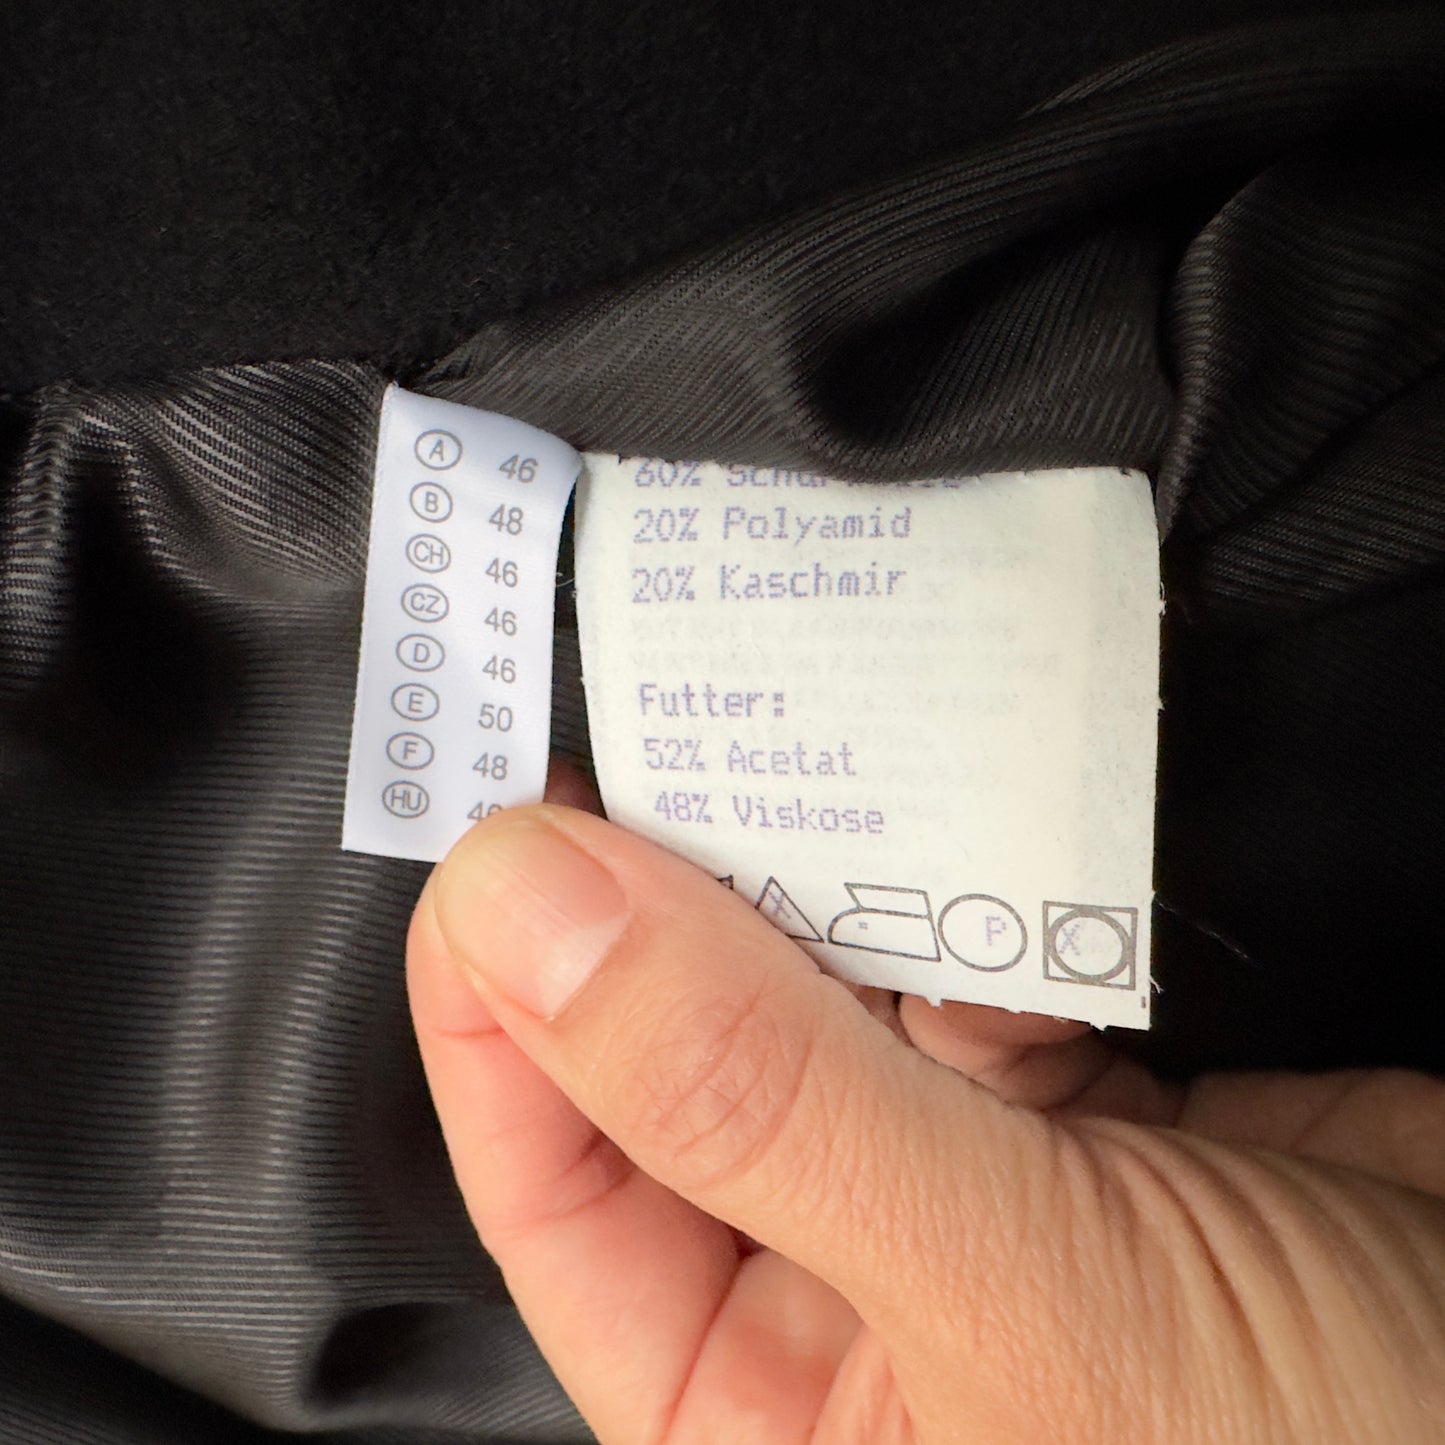 A 46
B 48
CH 46
CZ 46
D 46
E 50
F 48
HU
60%
20% Polyamid
20% Kaschmir
Futter:
52% Acetat
48% Viskose
P
X